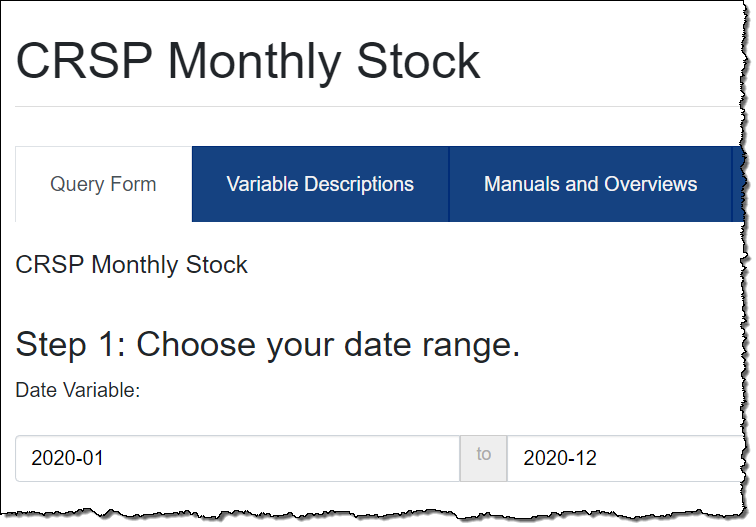 CRSP Monthly Stock
Query Form Variable Descriptions Manuals and Overviews
CRSP Monthly Stock
Step 1: Choose your date range.
Date Variable:
2020-01 to 2020-12